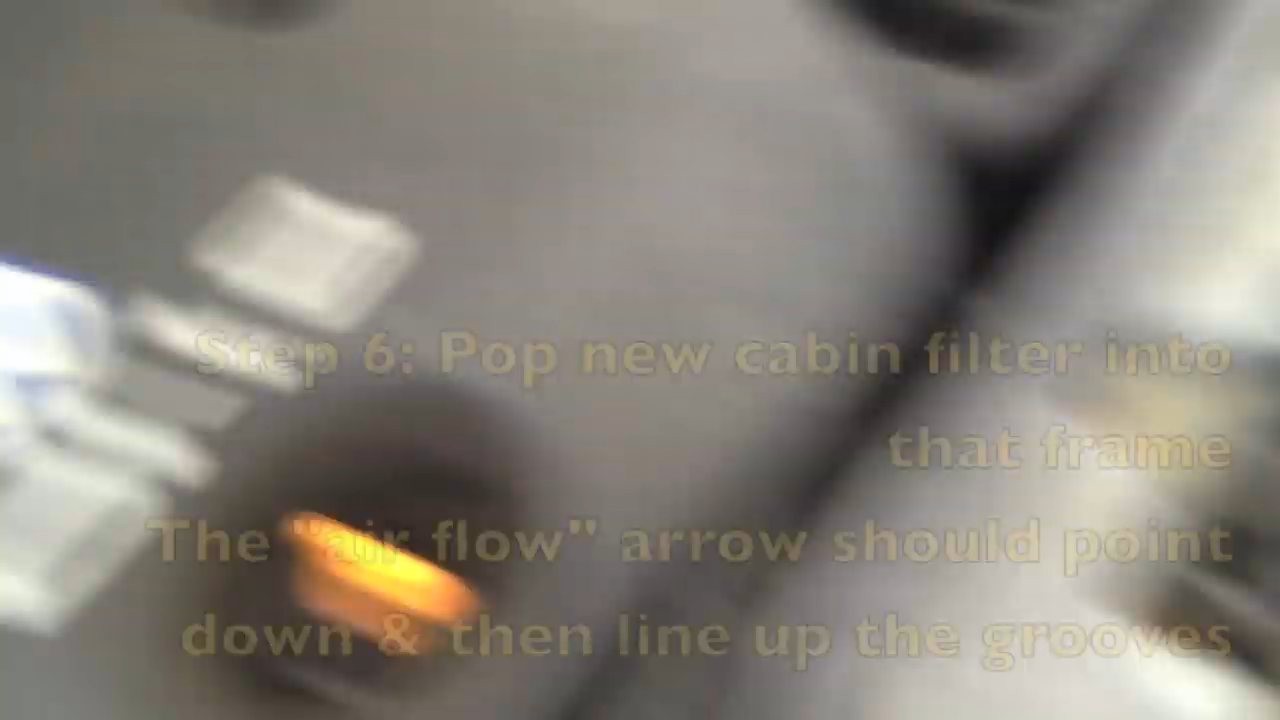 Step 6: Pop new cabin filter into
that frame
The "air flow" arrow should point
down & then line up the grooves